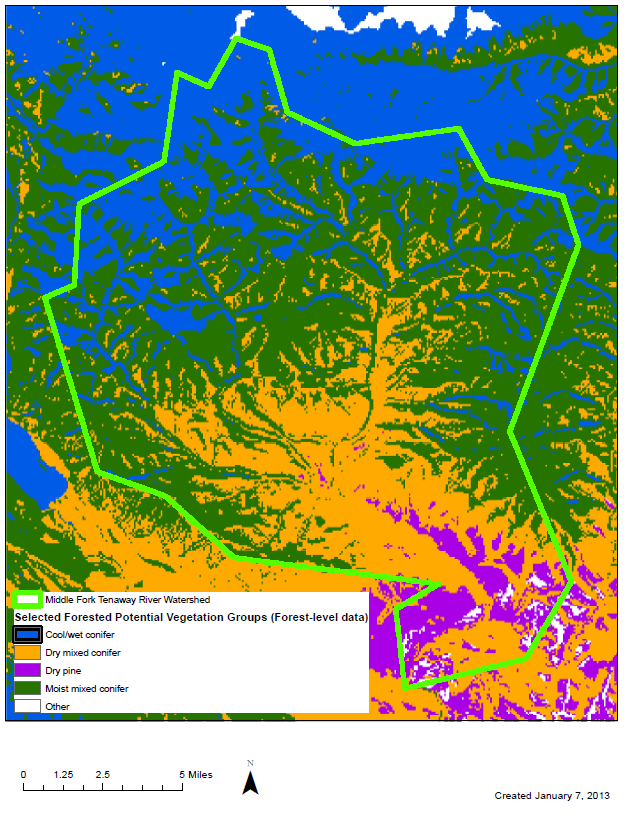 Middle Fork Tenaway River Watershed
Selected Forested Potential Vegetation Groups (Forest-level data)
Cool/wet conifer
Dry mixed conifer
Dry pine
Moist mixed conifer
Other
0 1.25 2.5 5 Miles
N
Created January 7, 2013